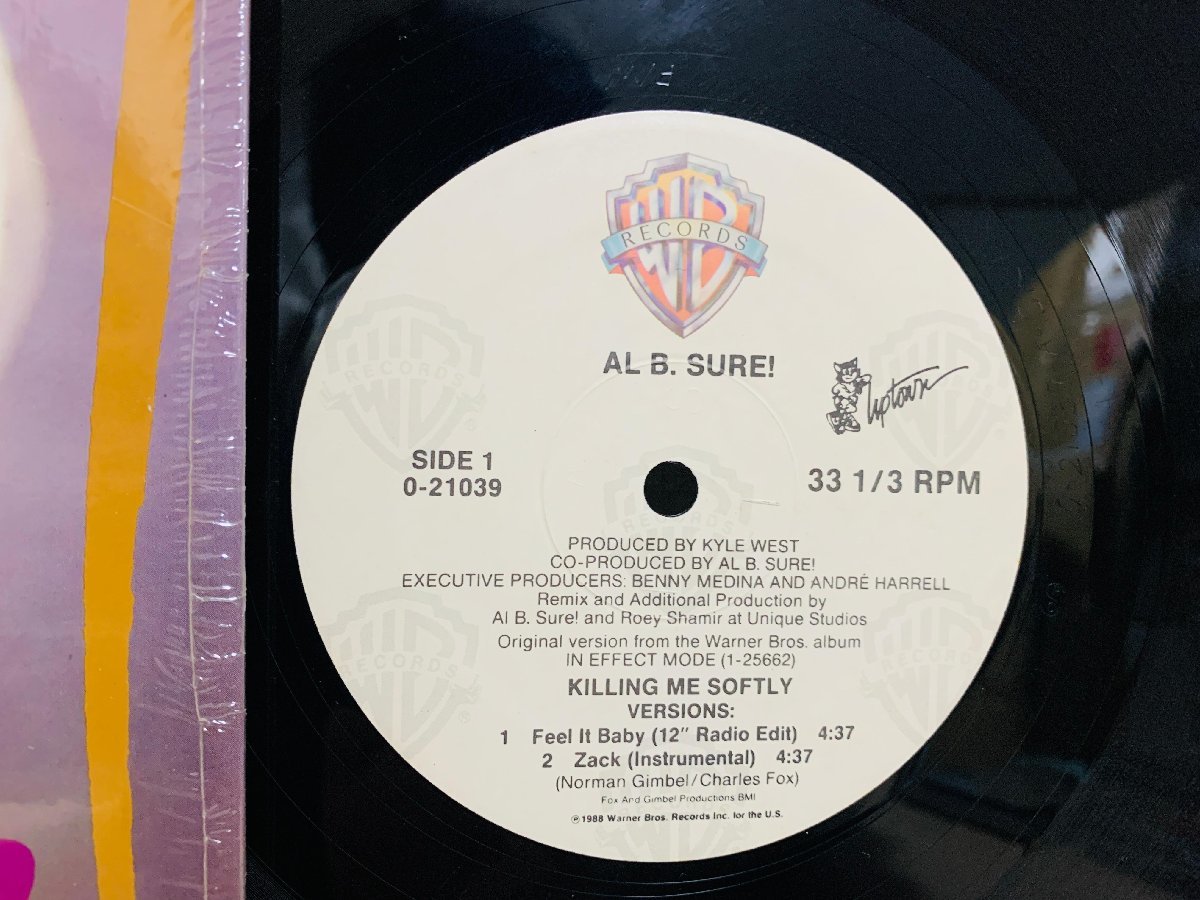 WB
RECORDS
AL B. SURE!
Uptown
SIDE 1
0-21039
33 1/3 RPM
PRODUCED BY KYLE WEST
CO-PRODUCED BY AL B. SURE!
EXECUTIVE PRODUCERS: BENNY MEDINA AND ANDRÉ HARRELL
Remix and Additional Production by
Al B. Sure! and Roey Shamir at Unique Studios
Original version from the Warner Bros. album
IN EFFECT MODE (1-25662)
KILLING ME SOFTLY
VERSIONS:
1 Feel It Baby (12" Radio Edit) 4:37
2 Zack (Instrumental) 4:37
(Norman Gimbel/Charles Fox)
Fox And Gimbel Productions BMI
℗1988 Warner Bros. Records Inc. for the U.S.